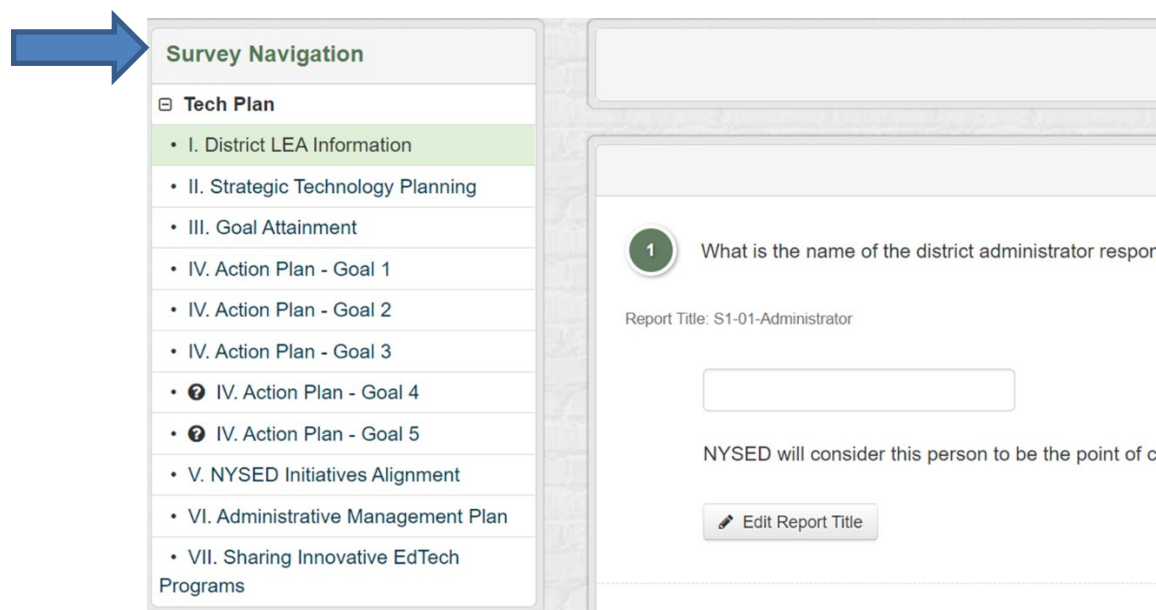 Survey Navigation
Tech Plan
• I. District LEA Information
• II. Strategic Technology Planning
• III. Goal Attainment
• IV. Action Plan - Goal 1
• IV. Action Plan - Goal 2
• IV. Action Plan - Goal 3
• ? IV. Action Plan - Goal 4
• ? IV. Action Plan - Goal 5
• V. NYSED Initiatives Alignment
• VI. Administrative Management Plan
• VII. Sharing Innovative EdTech
Programs
1 What is the name of the district administrator respon
Report Title: S1-01-Administrator
NYSED will consider this person to be the point of c
Edit Report Title